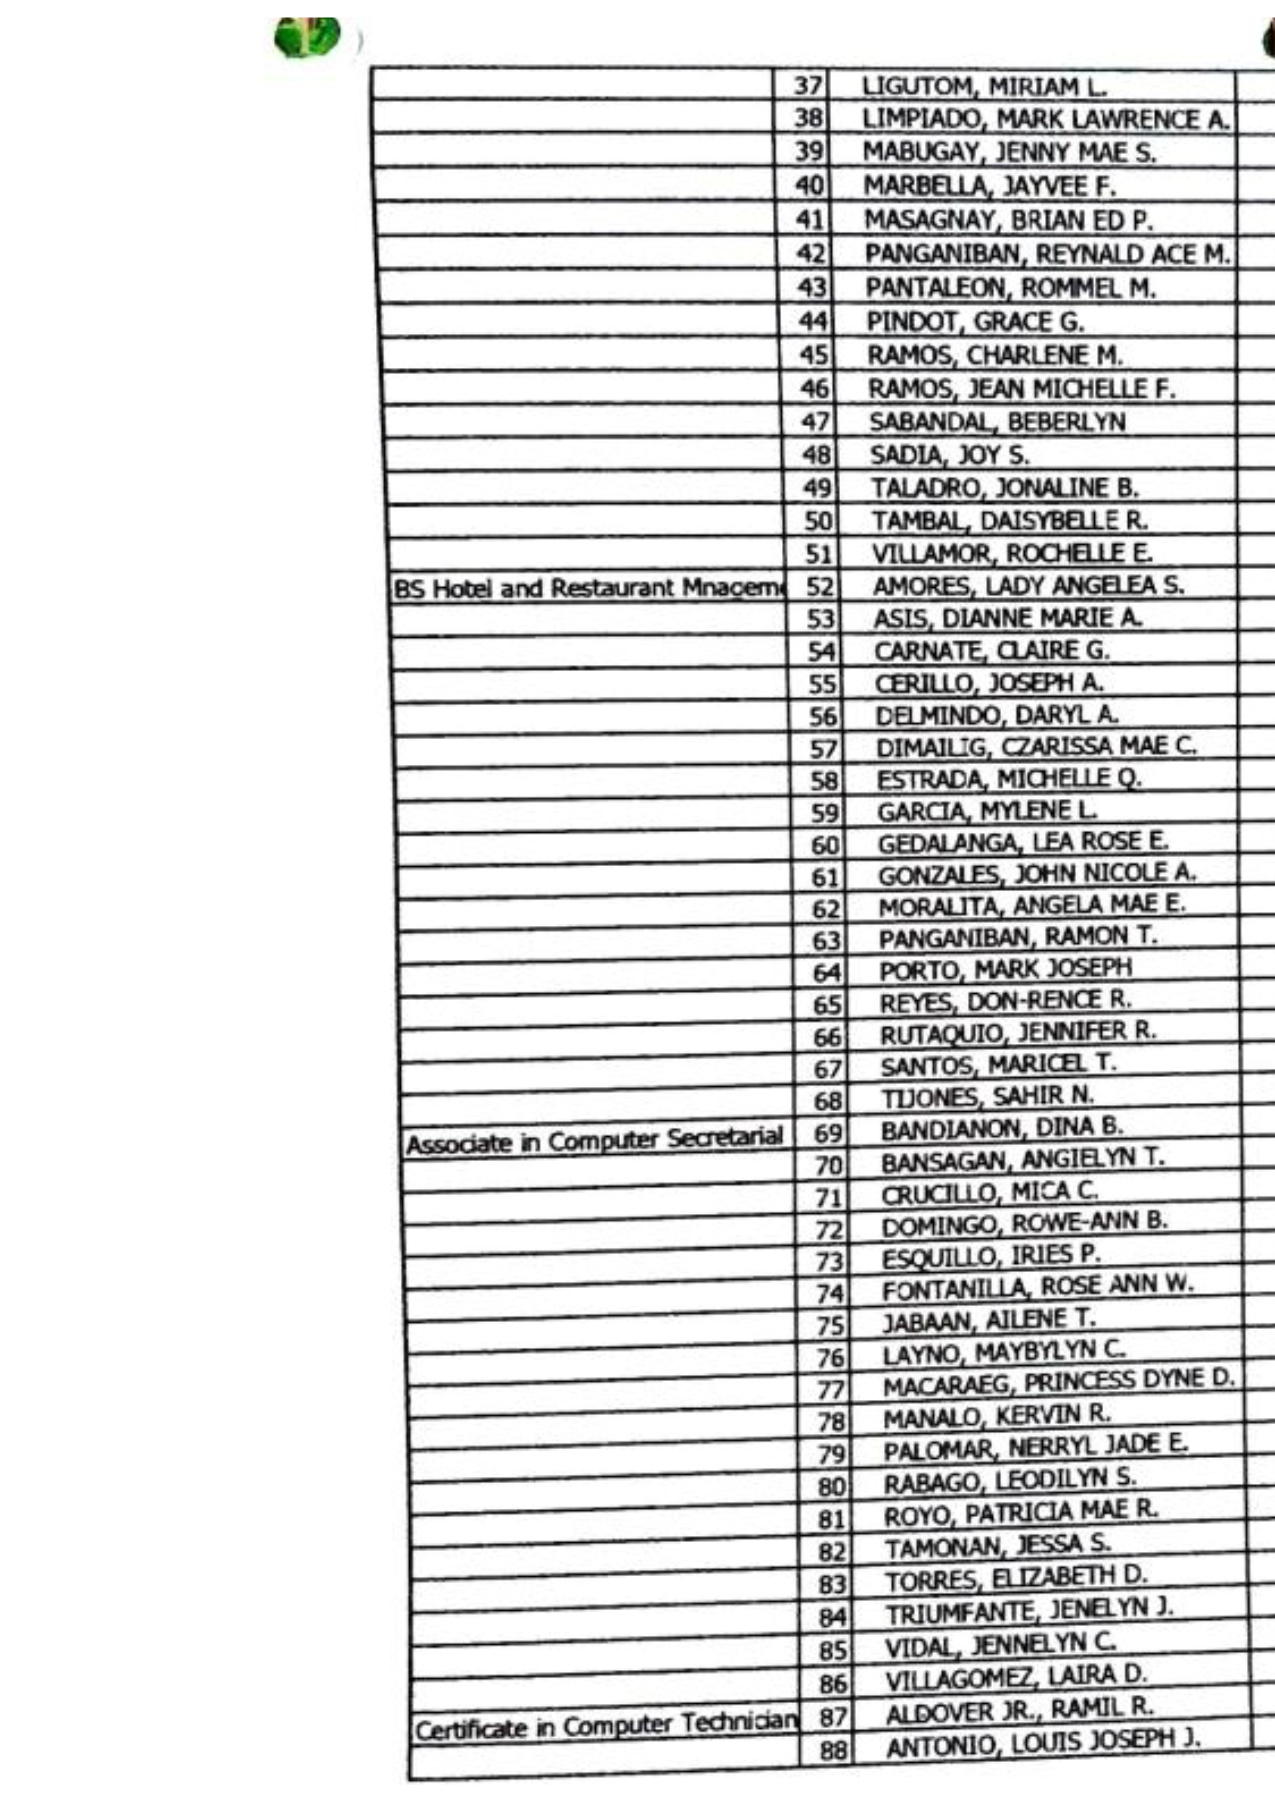 37 LIGUTOM, MIRIAM L.
38 LIMPIADO, MARK LAWRENCE A.
39 MABUGAY, JENNY MAE S.
40 MARBELLA, JAYVEE F.
41 MASAGNAY, BRIAN ED P.
42 PANGANIBAN, REYNALD ACE M.
43 PANTALEON, ROMMEL M.
44 PINDOT, GRACE G.
45 RAMOS, CHARLENE M.
46 RAMOS, JEAN MICHELLE F.
47 SABANDAL, BEBERLYN
48 SADIA, JOY S.
49 TALADRO, JONALINE B.
50 TAMBAL, DAISYBELLE R.
51 VILLAMOR, ROCHELLE E.
BS Hotel and Restaurant Mnageme 52 AMORES, LADY ANGELEA S.
53 ASIS, DIANNE MARIE A.
54 CARNATE, CLAIRE G.
55 CERILLO, JOSEPH A.
56 DELMINDO, DARYL A.
57 DIMAILIG, CZARISSA MAE C.
58 ESTRADA, MICHELLE Q.
59 GARCIA, MYLENE L.
60 GEDALANGA, LEA ROSE E.
61 GONZALES, JOHN NICOLE A.
62 MORALITA, ANGELA MAE E.
63 PANGANIBAN, RAMON T.
64 PORTO, MARK JOSEPH
65 REYES, DON-RENCE R.
66 RUTAQUIO, JENNIFER R.
67 SANTOS, MARICEL T.
68 TIJONES, SAHIR N.
Associate in Computer Secretarial 69 BANDIANON, DINA B.
70 BANSAGAN, ANGIELYN T.
71 CRUCILLO, MICA C.
72 DOMINGO, ROWE-ANN B.
73 ESQUILLO, IRIES P.
74 FONTANILLA, ROSE ANN W.
75 JABAAN, AILENE T.
76 LAYNO, MAYBYLYN C.
77 MACARAEG, PRINCESS DYNE D.
78 MANALO, KERVIN R.
79 PALOMAR, NERRYL JADE E.
80 RABAGO, LEODILYN S.
81 ROYO, PATRICIA MAE R.
82 TAMONAN, JESSA S.
83 TORRES, ELIZABETH D.
84 TRIUMFANTE, JENELYN J.
85 VIDAL, JENNELYN C.
86 VILLAGOMEZ, LAIRA D.
Certificate in Computer Technician 87 ALDOVER JR., RAMIL R.
88 ANTONIO, LOUIS JOSEPH J.